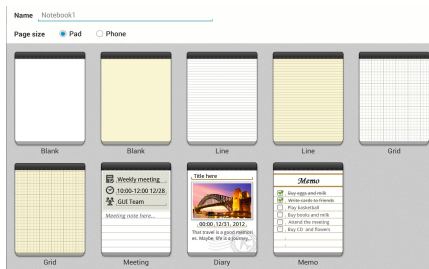 Name Notebook1
Page size Pad Phone
Blank
Blank
Line
Line
Grid
Grid
Weekly meeting
10:00-12:00 12/28
GUI Team
Meeting note here...
Meeting
Title here
00:00 12/31, 2012
That travel is a good memori
es. Maybe, life is a journey,
Diary
Memo
Buy eggs and milk
Write cards to friends
Play basketball
Buy books and milk
Attend the meeting
Buy CD and flowers
Memo